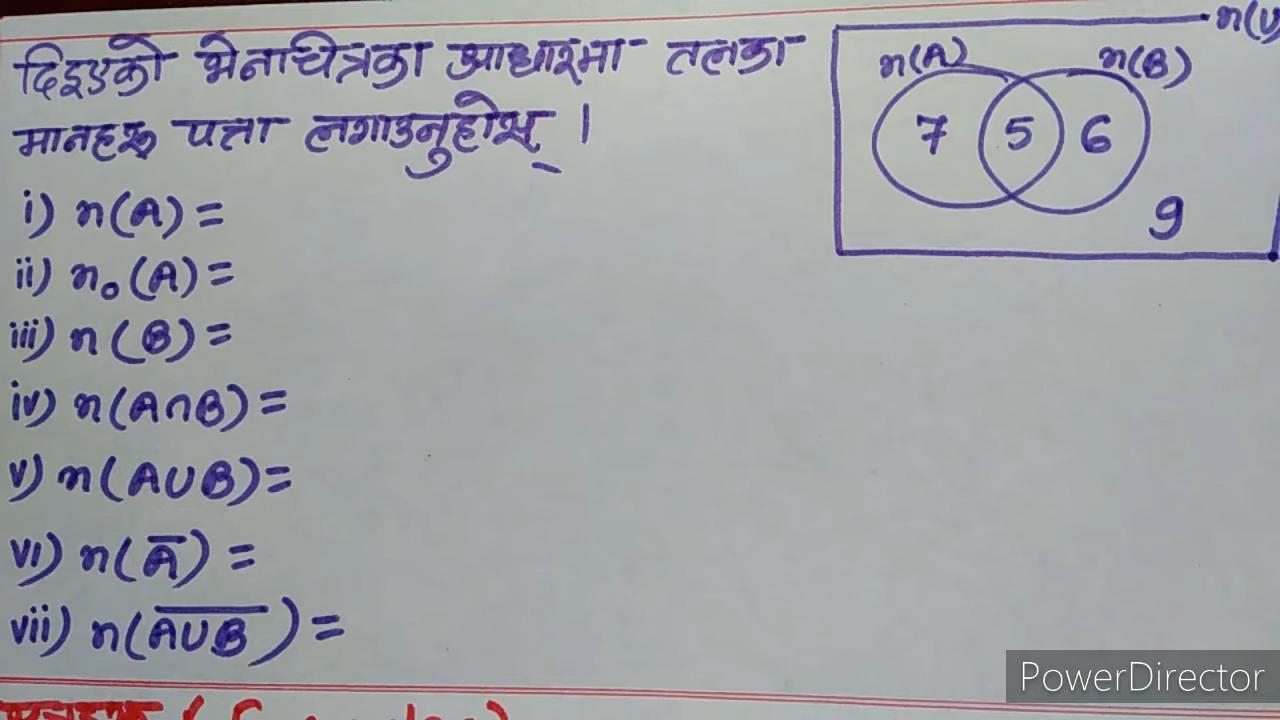 दिइएको भेनचित्रका आधारमा तलका
मानहरू पत्ता लगाउनुहोस् ।
i) n(A) =
ii) n₀(A) =
iii) n(B) =
iv) n(A∩B) =
v) n(A∪B) =
vi) n(A̅) =
vii) n(A̅∪̅B̅) =
n(U)
n(A) n(B)
7 5 6
9
PowerDirector